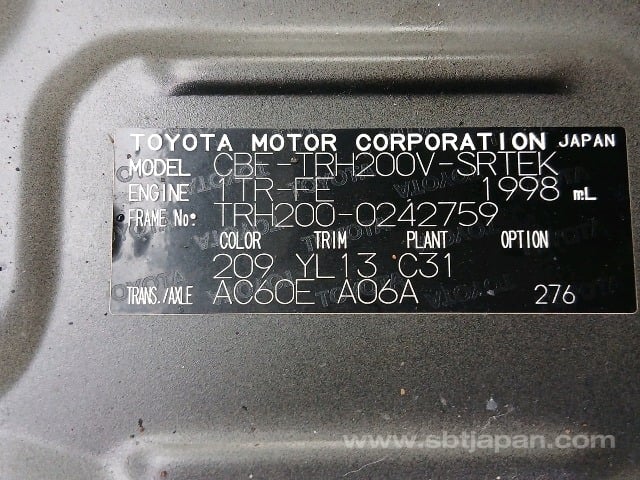 TOYOTA MOTOR CORPORATION JAPAN
MODEL CBF-TRH200V-SRTEK
ENGINE 1TR-FE 1998 mL
FRAME No: TRH200-0242759
COLOR TRIM PLANT OPTION
209 YL13 C31
TRANS./AXLE AC60E A06A 276
www.sbtjapan.com